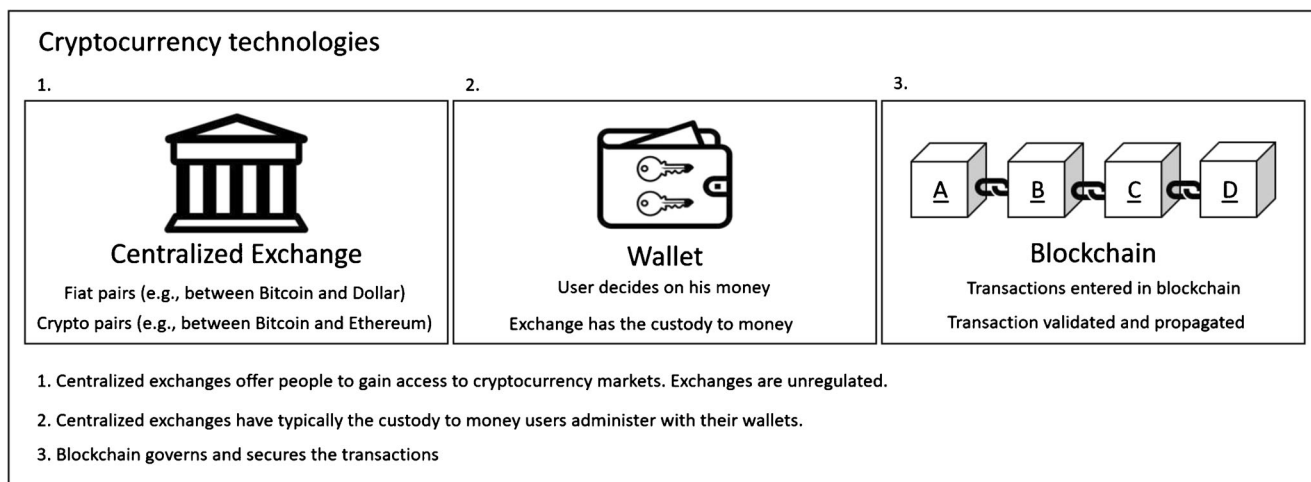 Cryptocurrency technologies
1.
2.
3.
A
B
C
D
Centralized Exchange
Fiat pairs (e.g., between Bitcoin and Dollar)
Crypto pairs (e.g., between Bitcoin and Ethereum)
Wallet
User decides on his money
Exchange has the custody to money
Blockchain
Transactions entered in blockchain
Transaction validated and propagated
1. Centralized exchanges offer people to gain access to cryptocurrency markets. Exchanges are unregulated.
2. Centralized exchanges have typically the custody to money users administer with their wallets.
3. Blockchain governs and secures the transactions